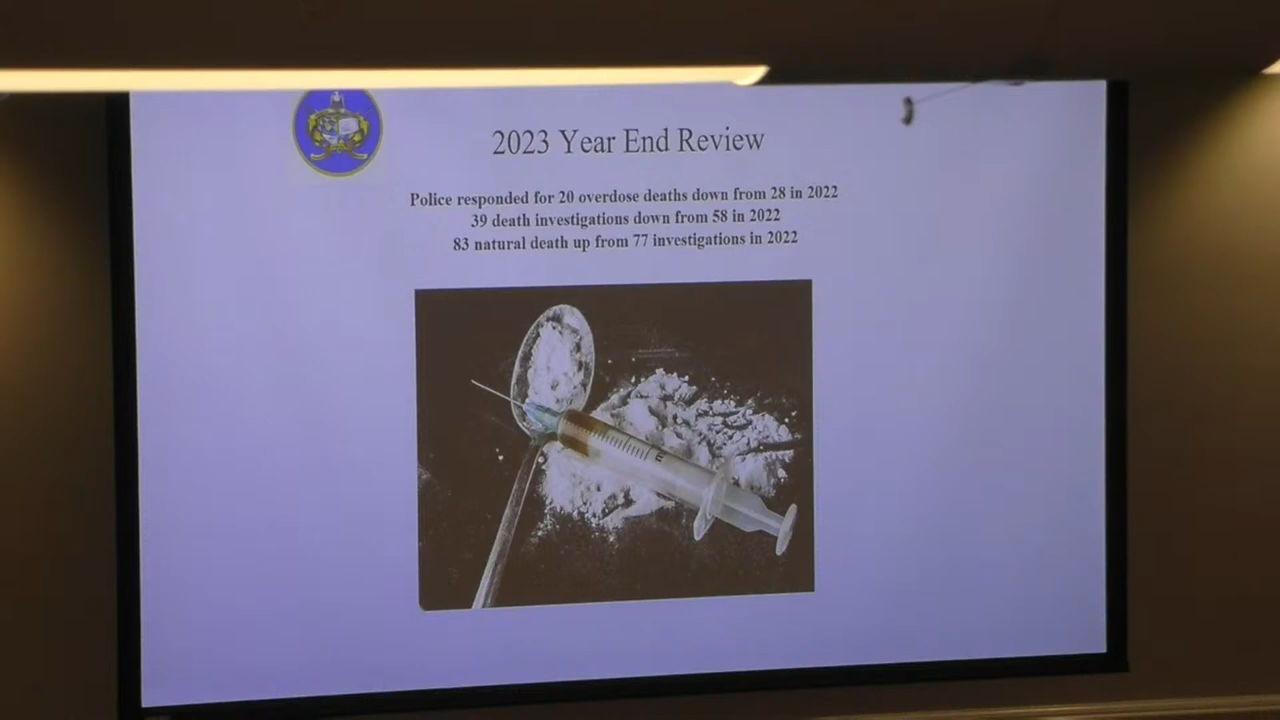 2023 Year End Review
Police responded for 20 overdose deaths down from 28 in 2022
39 death investigations down from 58 in 2022
83 natural death up from 77 investigations in 2022